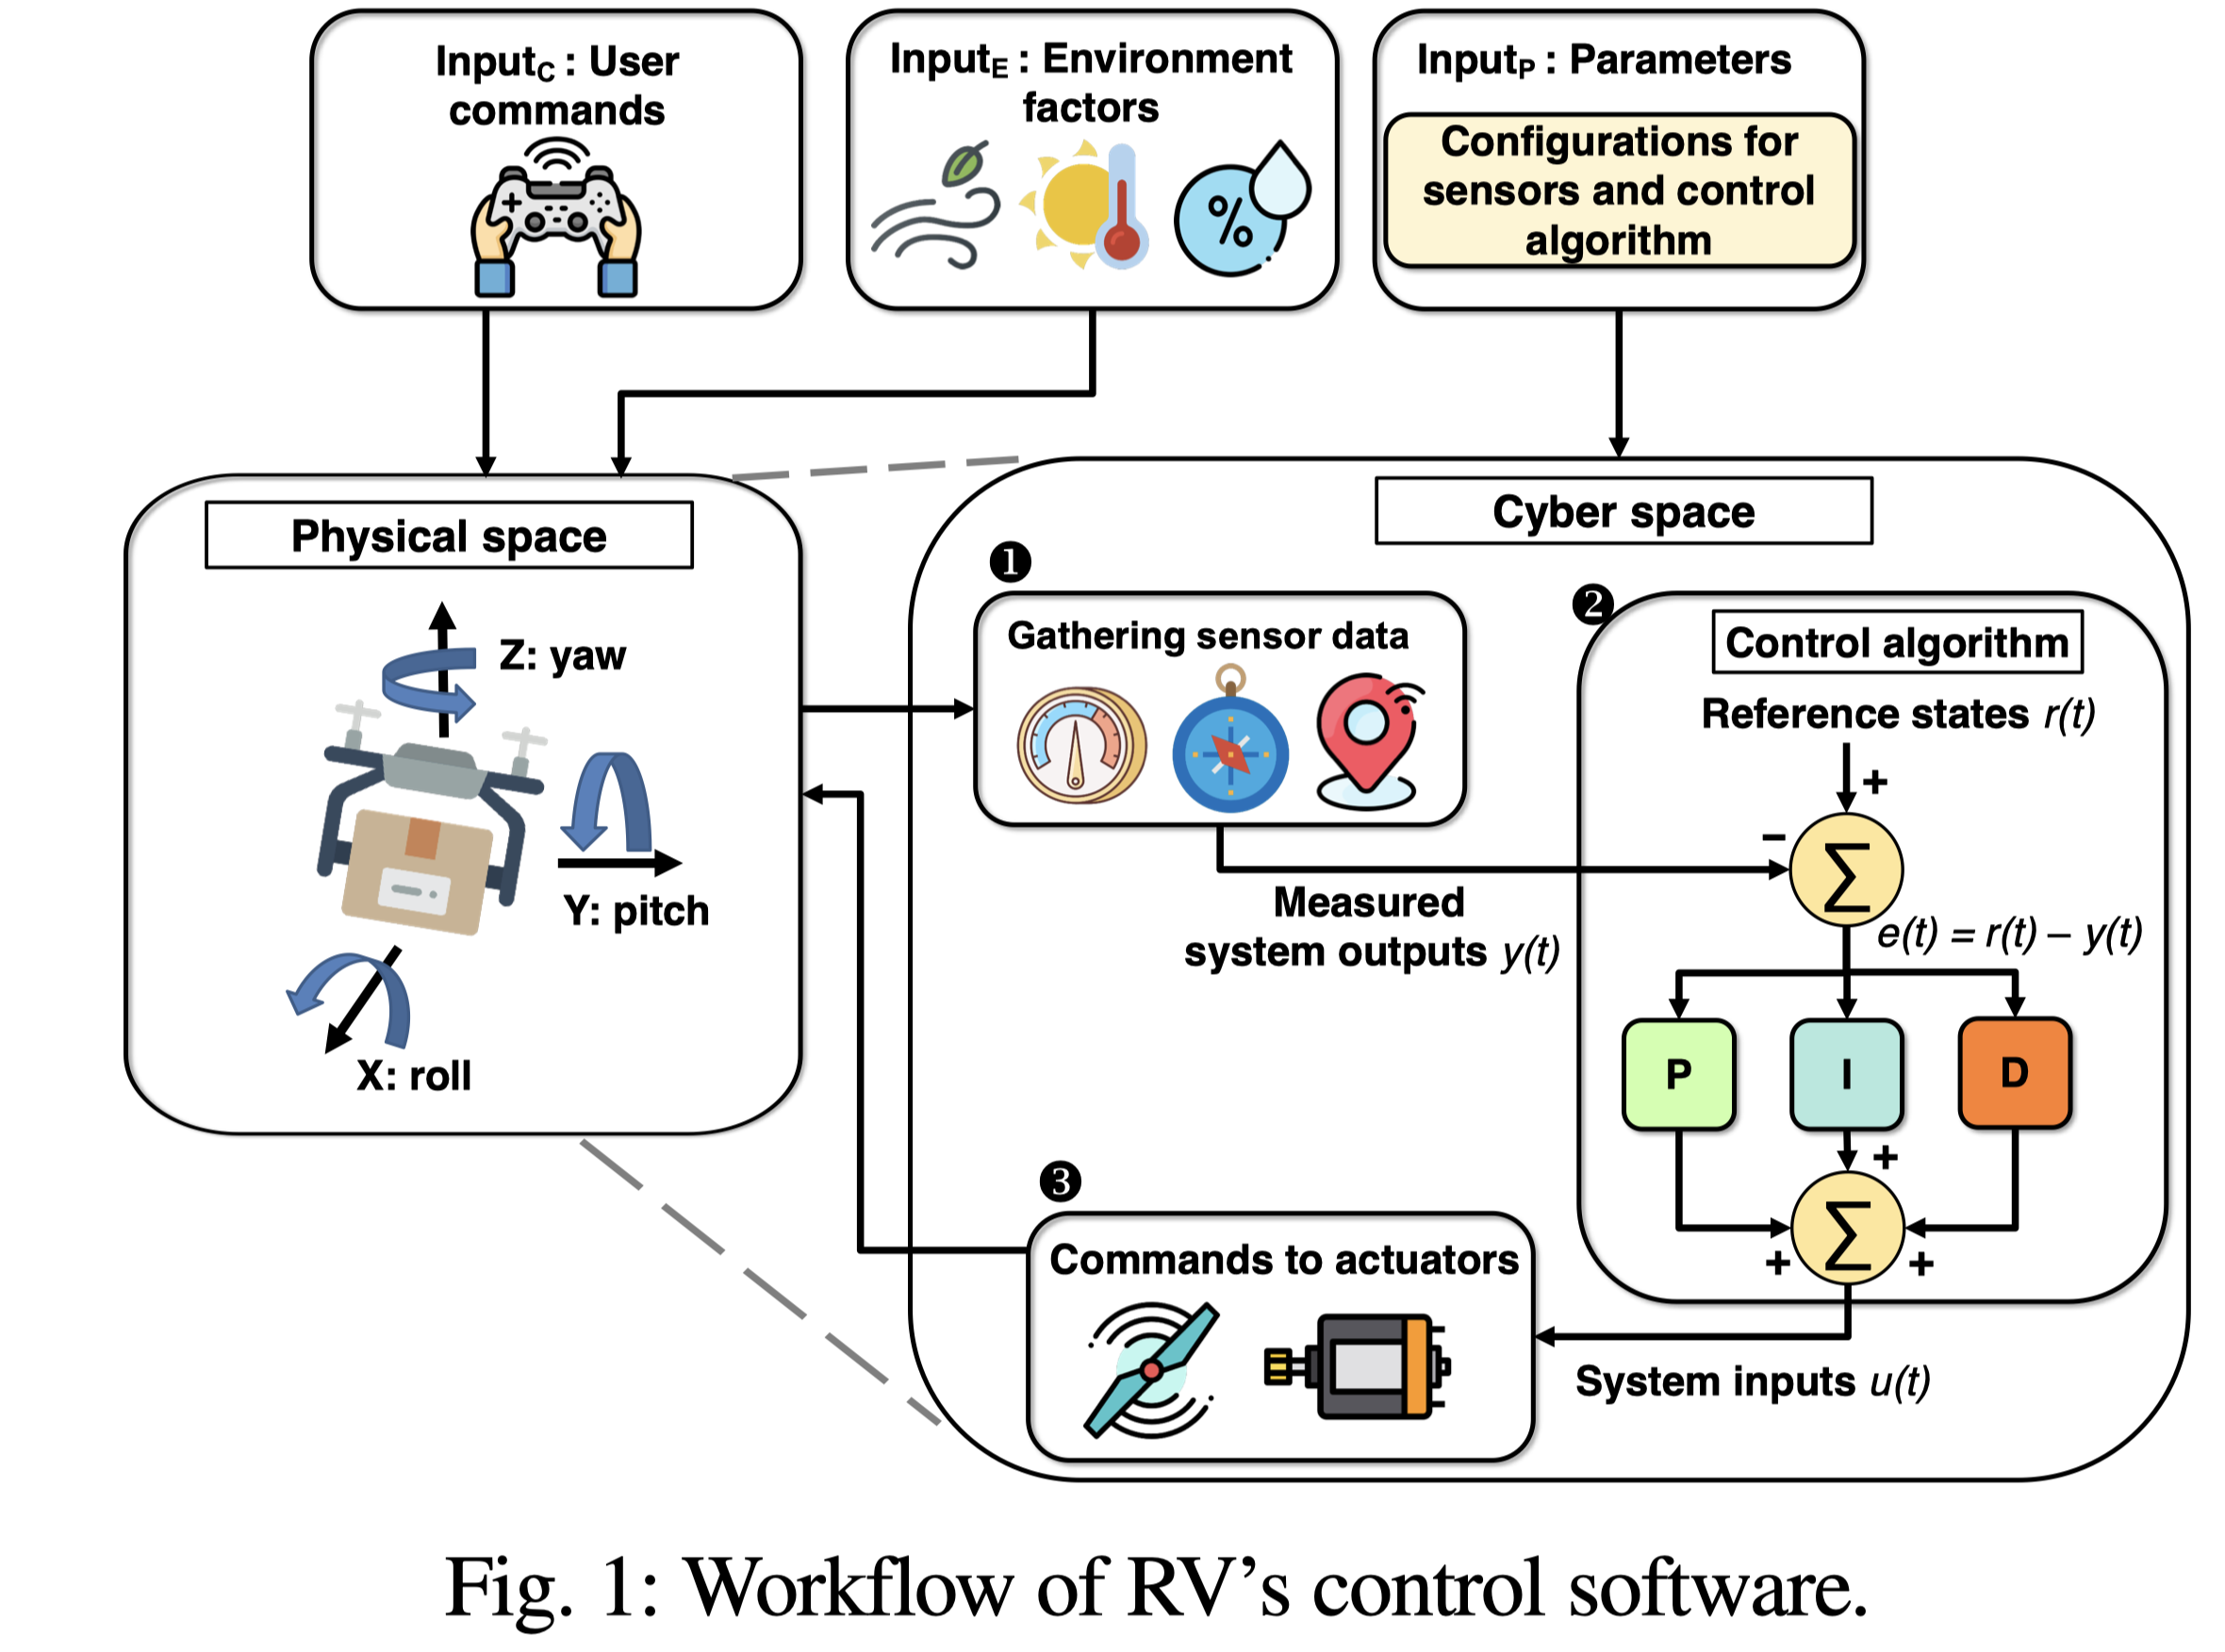 Input_C : User
commands
Input_E : Environment
factors
Input_P : Parameters
Configurations for
sensors and control
algorithm
Physical space
Z: yaw
Y: pitch
X: roll
Cyber space
❶
Gathering sensor data
%
Measured
system outputs y(t)
❷
Control algorithm
Reference states r(t)
+
−
Σ
e(t) = r(t) − y(t)
P
I
D
+
Σ
+
+
System inputs u(t)
❸
Commands to actuators
Fig. 1: Workflow of RV's control software.